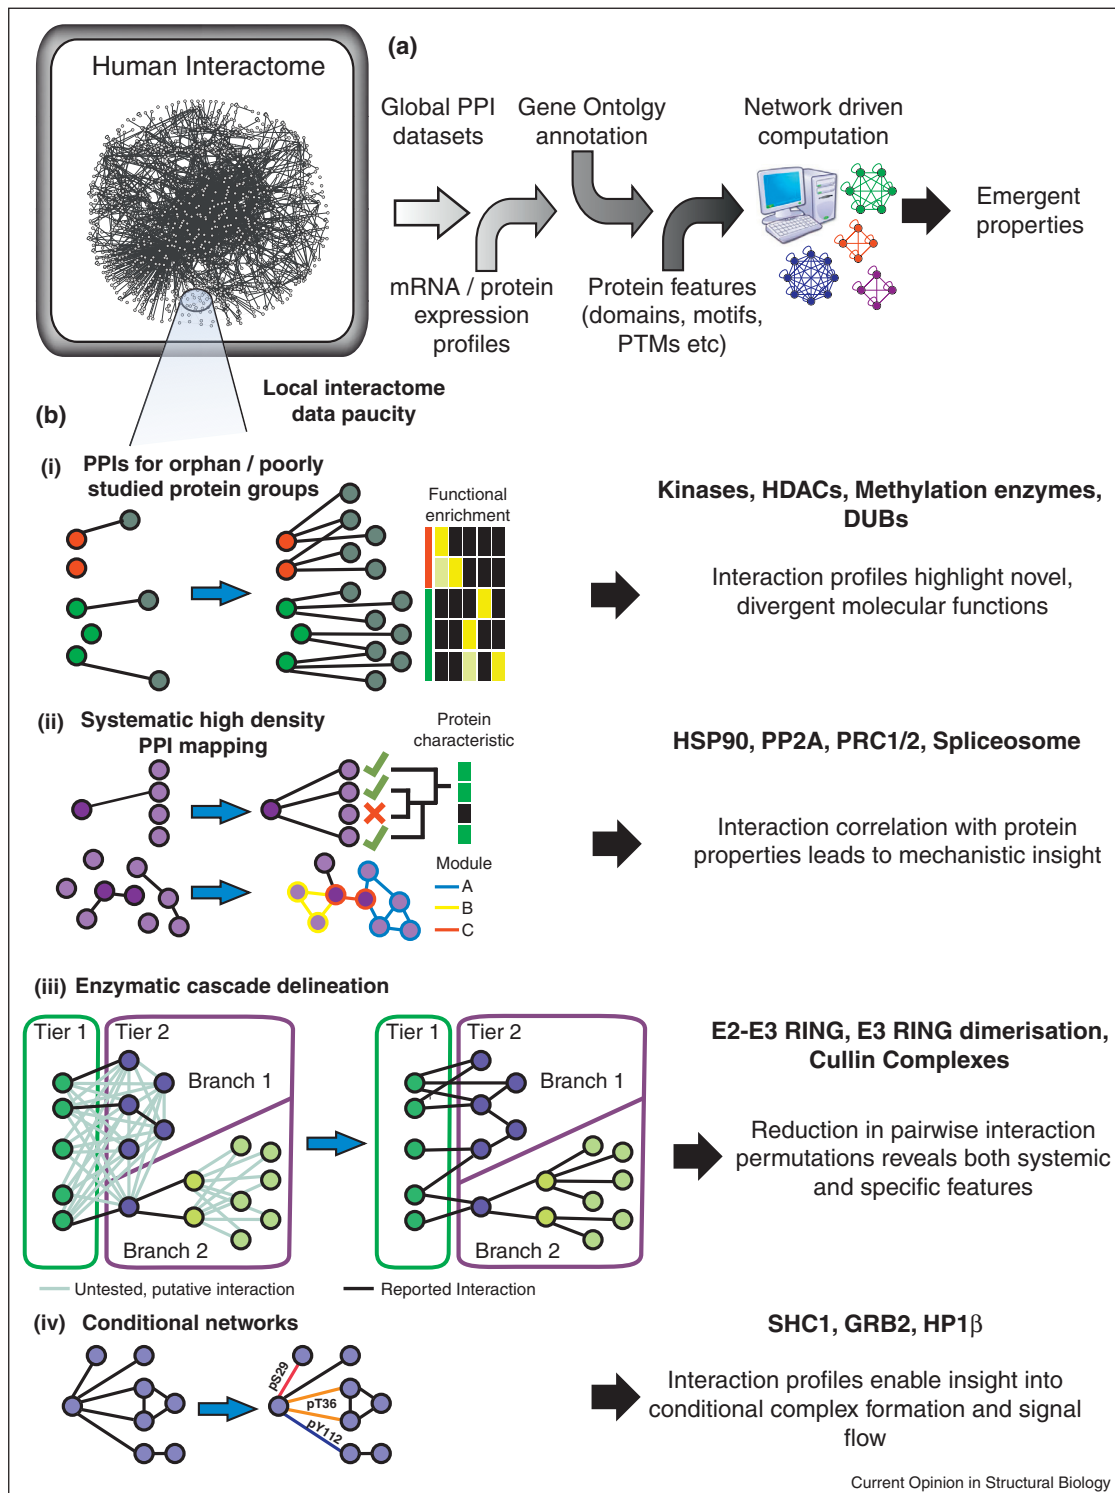 (a)
Human Interactome
Global PPI
datasets
Gene Ontolgy
annotation
Network driven
computation
Emergent
properties
mRNA / protein
expression
profiles
Protein features
(domains, motifs,
PTMs etc)
Local interactome
data paucity
(b)
(i)
PPIs for orphan / poorly
studied protein groups
Functional
enrichment
Kinases, HDACs, Methylation enzymes,
DUBs
Interaction profiles highlight novel,
divergent molecular functions
(ii)
Systematic high density
PPI mapping
Protein
characteristic
Module
A
B
C
HSP90, PP2A, PRC1/2, Spliceosome
Interaction correlation with protein
properties leads to mechanistic insight
(iii) Enzymatic cascade delineation
Tier 1
Tier 2
Branch 1
Branch 2
Tier 1
Tier 2
Branch 1
Branch 2
Untested, putative interaction
Reported Interaction
E2-E3 RING, E3 RING dimerisation,
Cullin Complexes
Reduction in pairwise interaction
permutations reveals both systemic
and specific features
(iv) Conditional networks
pS29
pT36
pY112
SHC1, GRB2, HP1β
Interaction profiles enable insight into
conditional complex formation and signal
flow
Current Opinion in Structural Biology